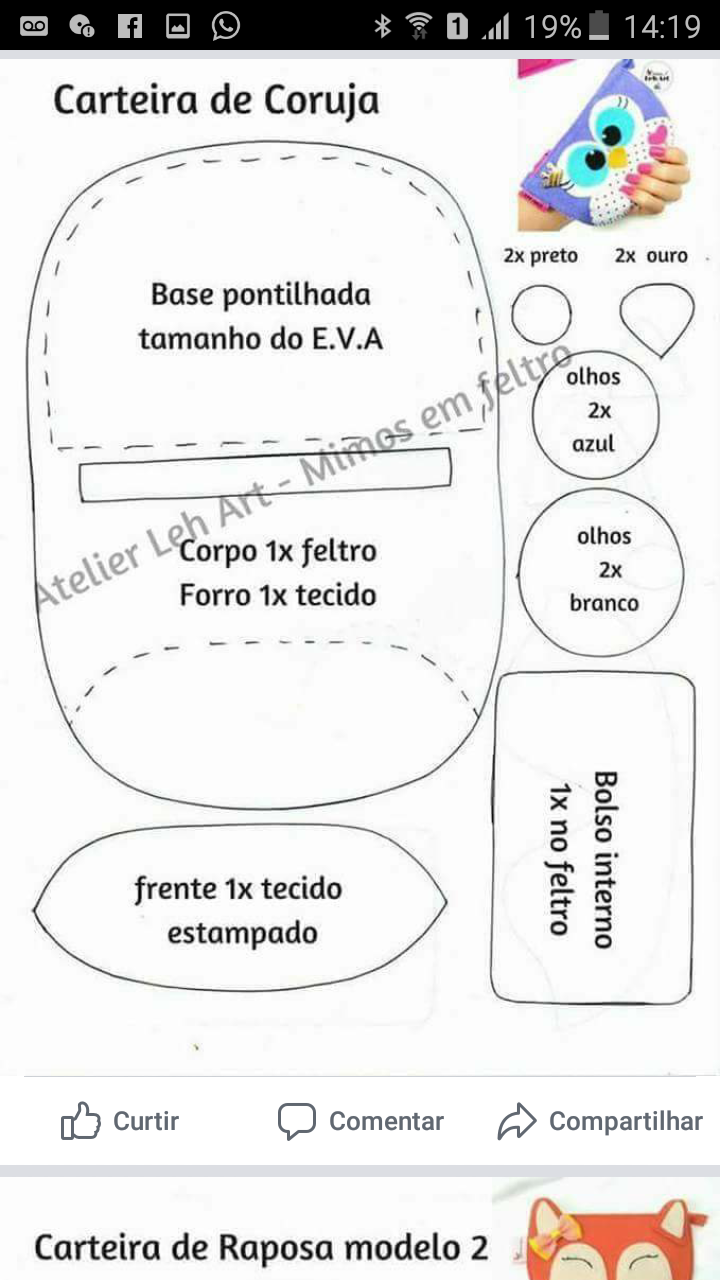 1 19% 14:19
Carteira de Coruja
2x preto 2x ouro
Base pontilhada
tamanho do E.V.A
olhos
2x
azul
Atelier Leh Art - Mimos em feltro
Corpo 1x feltro
Forro 1x tecido
olhos
2x
branco
Bolso interno
1x no feltro
frente 1x tecido
estampado
Curtir Comentar Compartilhar
Carteira de Raposa modelo 2